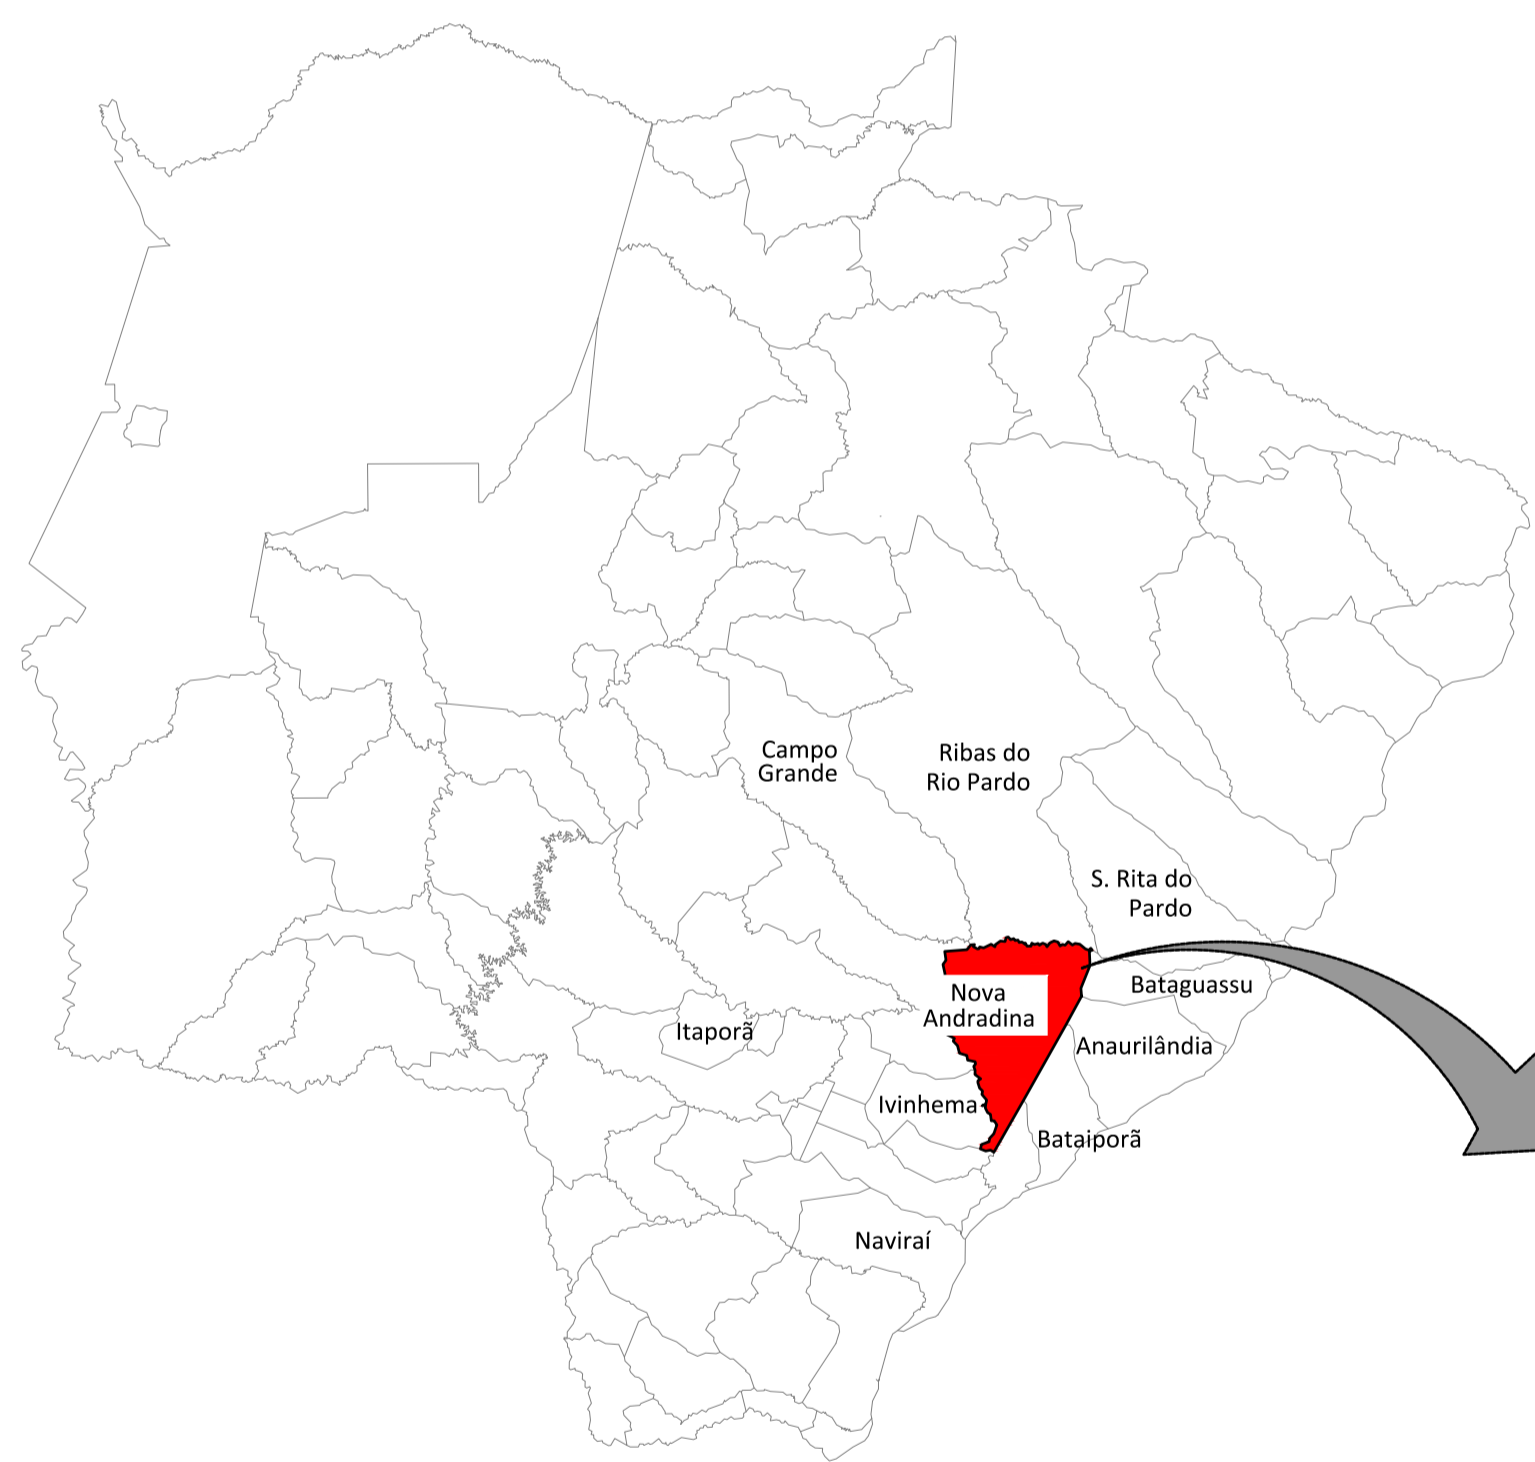 Campo
Grande
Ribas do
Rio Pardo
S. Rita do
Pardo
Bataguassu
Nova
Andradina
Itaporã
Anaurilândia
Ivinhema
Bataiporã
Naviraí